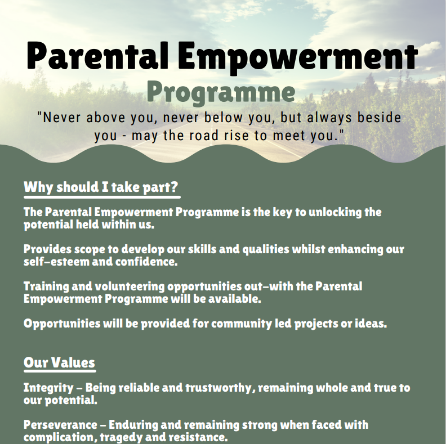 Parental Empowerment
Programme
"Never above you, never below you, but always beside
you - may the road rise to meet you."
Why should I take part?
The Parental Empowerment Programme is the key to unlocking the
potential held within us.
Provides scope to develop our skills and qualities whilst enhancing our
self-esteem and confidence.
Training and volunteering opportunities out-with the Parental
Empowerment Programme will be available.
Opportunities will be provided for community led projects or ideas.
Our Values
Integrity - Being reliable and trustworthy, remaining whole and true to
our potential.
Perseverance - Enduring and remaining strong when faced with
complication, tragedy and resistance.